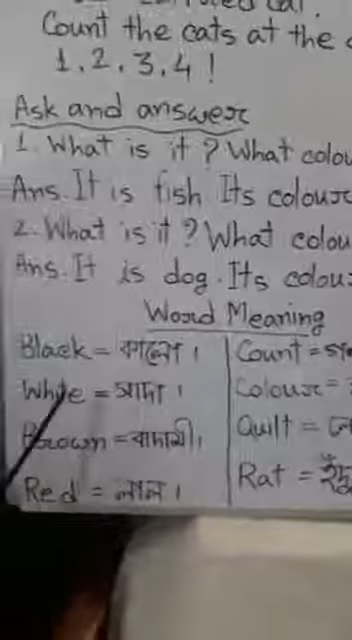 Count the cats at the
1, 2, 3, 4 !
Ask and answer
1. What is it ? What colou
Ans. It is fish Its colour
2. What is it ? What colou
Ans. It is dog. Its colou
Word Meaning
Black = কালো। Count =
White = সাদা । Colour =
Brown = বাদামী। Quilt = লে
Red = লাল । Rat = ইঁদু